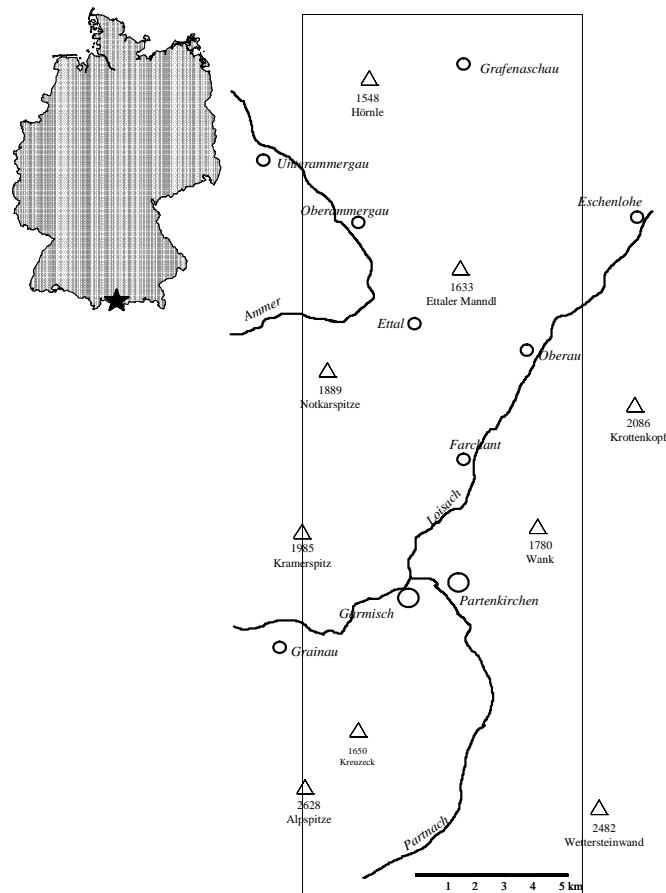 Grafenaschau
1548
Hörnle
Unterammergau
Oberammergau
Eschenlohe
1633
Ettaler Manndl
Ammer
Ettal
Oberau
1889
Notkarspitze
2086
Krottenkopf
Farchant
Loisach
1985
Kramerspitz
1780
Wank
Garmisch
Partenkirchen
Grainau
1650
Kreuzeck
2628
Alpspitze
Partnach
2482
Wettersteinwand
1 2 3 4 5 km